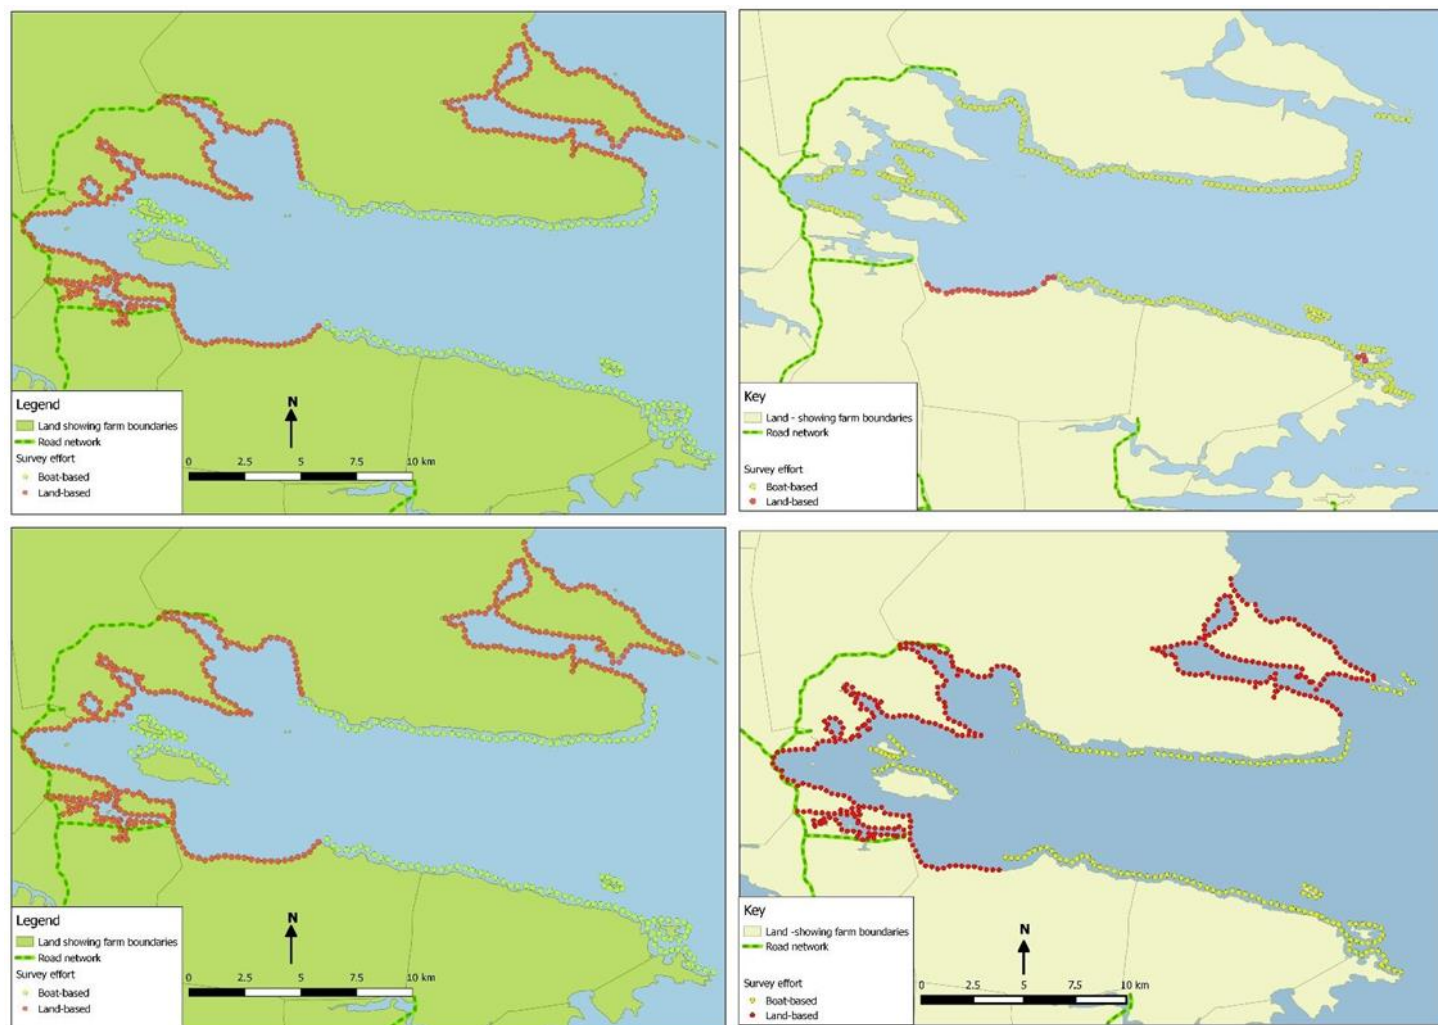 Legend
Land showing farm boundaries
Road network
Survey effort
Boat-based
Land-based
N
0 2.5 5 7.5 10 km
Key
Land - showing farm boundaries
Road network
Survey effort
Boat-based
Land-based
Legend
Land showing farm boundaries
Road network
Survey effort
Boat-based
Land-based
N
0 2.5 5 7.5 10 km
Key
Land -showing farm boundaries
Road network
Survey effort
Boat-based
Land-based
N
0 2.5 5 7.5 10 km